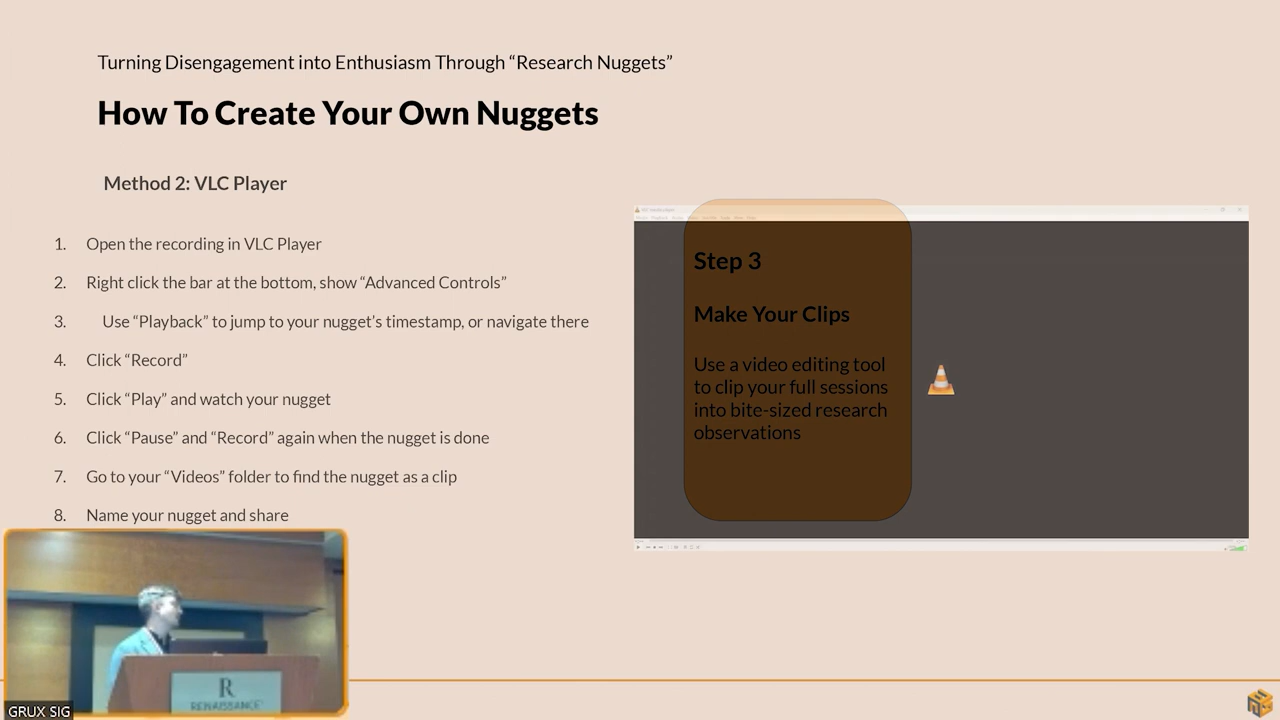 Turning Disengagement into Enthusiasm Through “Research Nuggets”
How To Create Your Own Nuggets
Method 2: VLC Player
1. Open the recording in VLC Player
2. Right click the bar at the bottom, show “Advanced Controls”
3. Use “Playback” to jump to your nugget’s timestamp, or navigate there
4. Click “Record”
5. Click “Play” and watch your nugget
6. Click “Pause” and “Record” again when the nugget is done
7. Go to your “Videos” folder to find the nugget as a clip
8. Name your nugget and share
Step 3
Make Your Clips
Use a video editing tool
to clip your full sessions
into bite-sized research
observations
R
RENAISSANCE
GRUX SIG